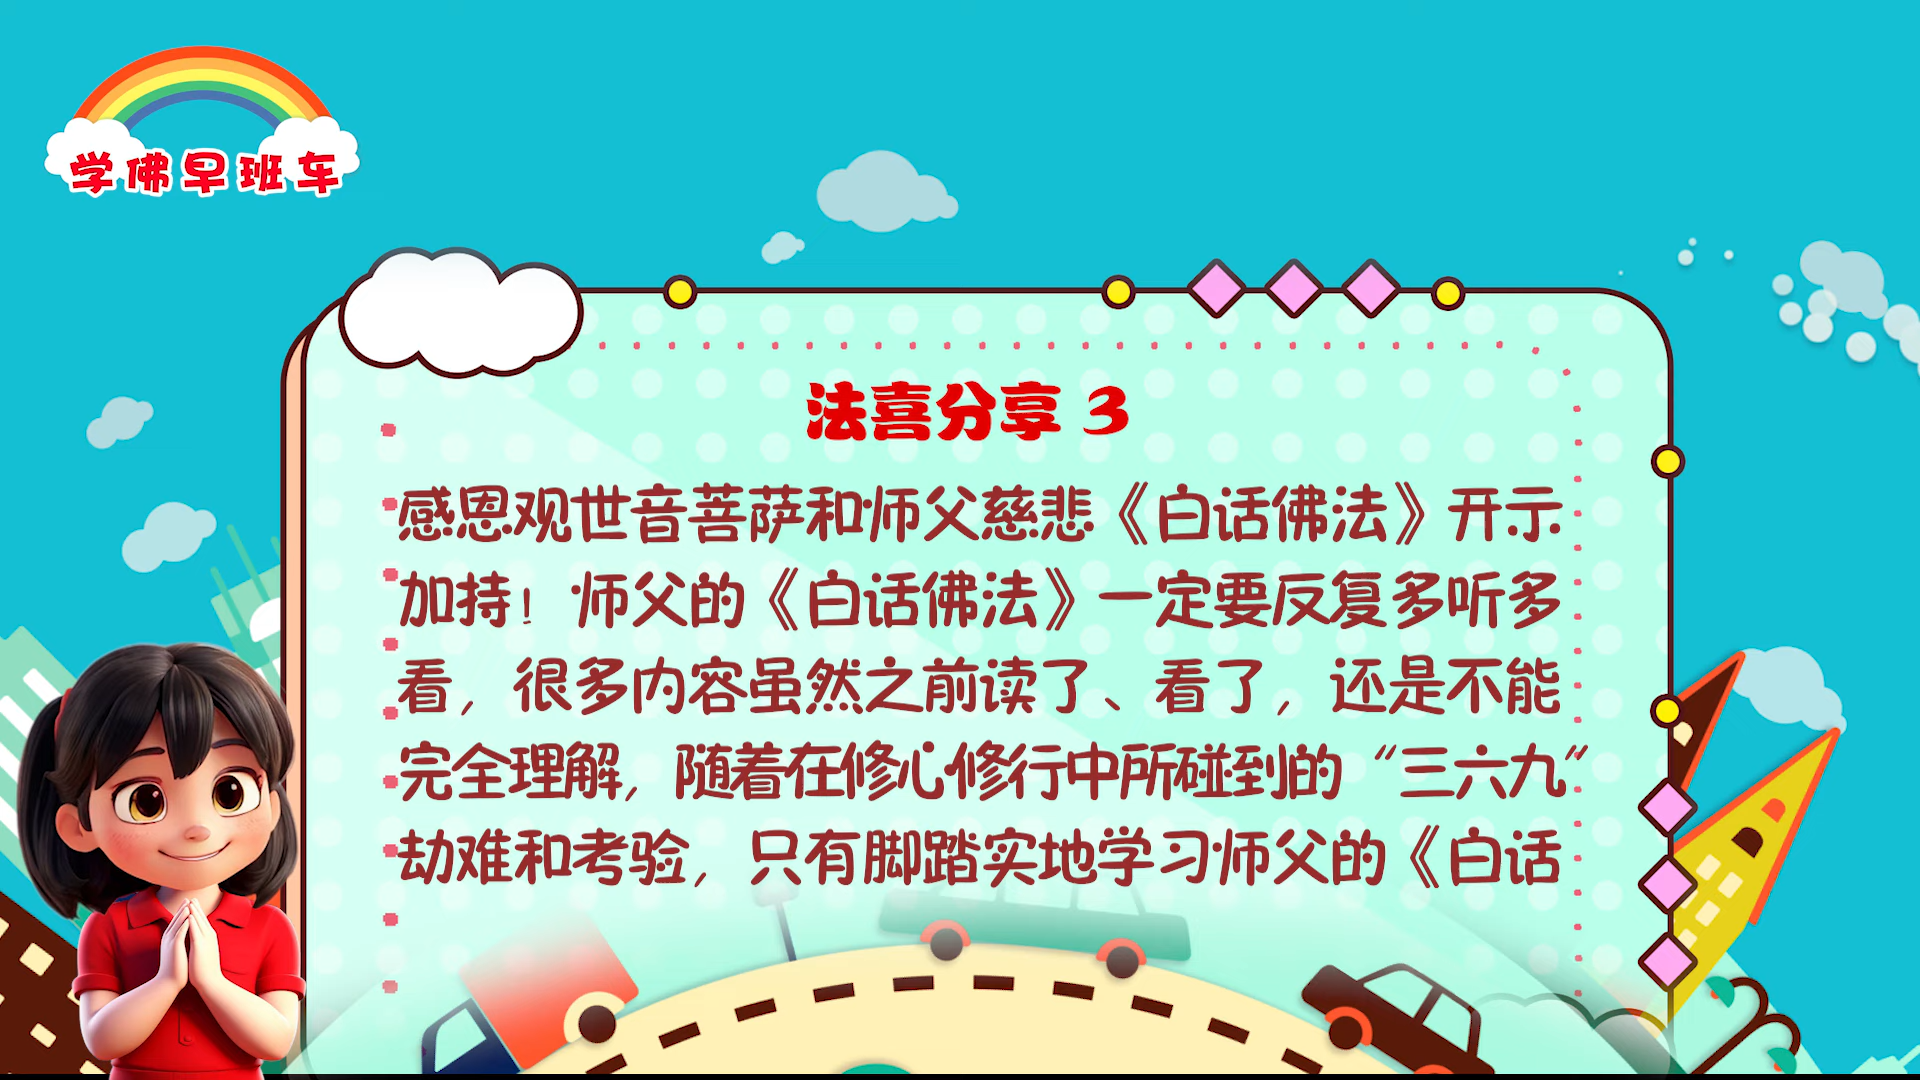 学佛早班车
法喜分享 3
感恩观世音菩萨和师父慈悲《白话佛法》开示
加持！师父的《白话佛法》一定要反复多听多
看，很多内容虽然之前读了、看了，还是不能
完全理解，随着在修心修行中所碰到的“三六九”
劫难和考验，只有脚踏实地学习师父的《白话